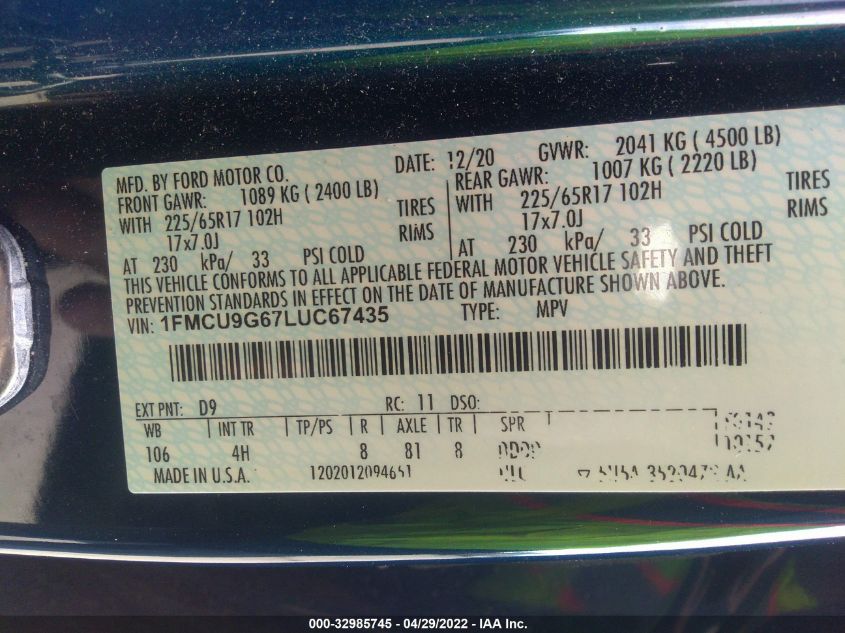 MFD. BY FORD MOTOR CO. DATE: 12/20 GVWR: 2041 KG ( 4500 LB)
FRONT GAWR: 1089 KG ( 2400 LB) REAR GAWR: 1007 KG ( 2220 LB)
WITH 225/65R17 102H TIRES WITH 225/65R17 102H TIRES
17x7.0J RIMS 17x7.0J RIMS
AT 230 kPa/ 33 PSI COLD AT 230 kPa/ 33 PSI COLD
THIS VEHICLE CONFORMS TO ALL APPLICABLE FEDERAL MOTOR VEHICLE SAFETY AND THEFT
PREVENTION STANDARDS IN EFFECT ON THE DATE OF MANUFACTURE SHOWN ABOVE.
VIN: 1FMCU9G67LUC67435 TYPE: MPV
EXT PNT: D9 RC: 11 DSO:
WB INT TR TP/PS R AXLE TR SPR
106 4H 8 81 8
MADE IN U.S.A. 1202012094651
000-32985745 - 04/29/2022 - IAA Inc.